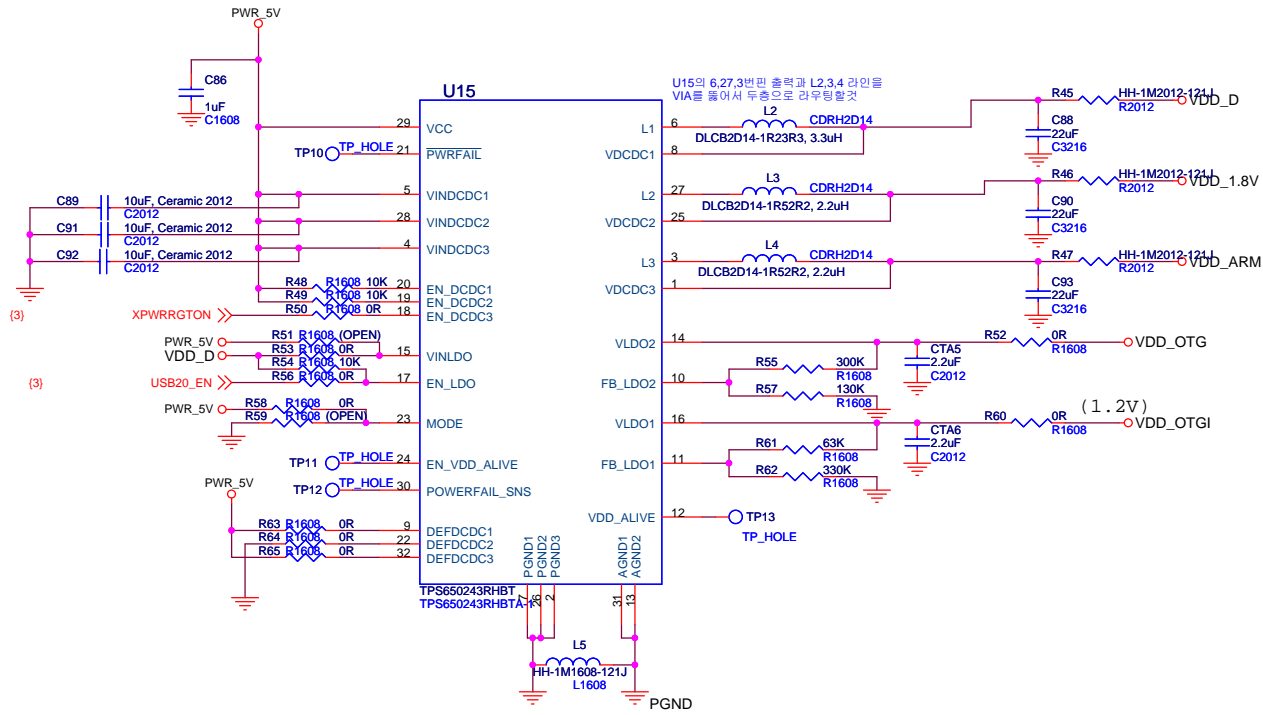 PWR_5V
C86
1uF
C1608
U15
U15의 6,27,3번핀 출력과 L2,3,4 라인을
VIA를 뚫어서 두층으로 라우팅할것
29
VCC
TP10
TP_HOLE
21
PWRFAIL
C89
10uF, Ceramic 2012
C2012
5
VINDCDC1
C91
10uF, Ceramic 2012
C2012
28
VINDCDC2
C92
10uF, Ceramic 2012
C2012
4
VINDCDC3
R48
R1608
10K
20
EN_DCDC1
R49
R1608
10K
19
EN_DCDC2
{3}
XPWRRGTON
R50
R1608
0R
18
EN_DCDC3
PWR_5V
R51
R1608
(OPEN)
VDD_D
R53
R1608
0R
15
VINLDO
R54
R1608
10K
{3}
USB20_EN
R56
R1608
0R
17
EN_LDO
PWR_5V
R58
R1608
0R
R59
R1608
(OPEN)
23
MODE
TP11
TP_HOLE
24
EN_VDD_ALIVE
TP12
TP_HOLE
30
POWERFAIL_SNS
PWR_5V
R63
R1608
0R
9
DEFDCDC1
R64
R1608
0R
22
DEFDCDC2
R65
R1608
0R
32
DEFDCDC3
TPS650243RHBT
TPS650243RHBTA-1
PGND1
PGND2
PGND3
AGND1
AGND2
7
26
2
31
13
L5
HH-1M1608-121J
L1608
PGND
L1
6
L2
DLCB2D14-1R23R3, 3.3uH
CDRH2D14
VDCDC1
8
R45
HH-1M2012-121J
R2012
VDD_D
C88
22uF
C3216
L2
27
L3
DLCB2D14-1R52R2, 2.2uH
CDRH2D14
VDCDC2
25
R46
HH-1M2012-121J
R2012
VDD_1.8V
C90
22uF
C3216
L3
3
L4
DLCB2D14-1R52R2, 2.2uH
CDRH2D14
VDCDC3
1
R47
HH-1M2012-121J
R2012
VDD_ARM
C93
22uF
C3216
VLDO2
14
CTA5
2.2uF
C2012
R52
0R
R1608
VDD_OTG
FB_LDO2
10
R55
300K
R1608
R57
130K
R1608
VLDO1
16
CTA6
2.2uF
C2012
R60
0R
R1608
(1.2V)
VDD_OTGI
FB_LDO1
11
R61
63K
R1608
R62
330K
R1608
VDD_ALIVE
12
TP13
TP_HOLE